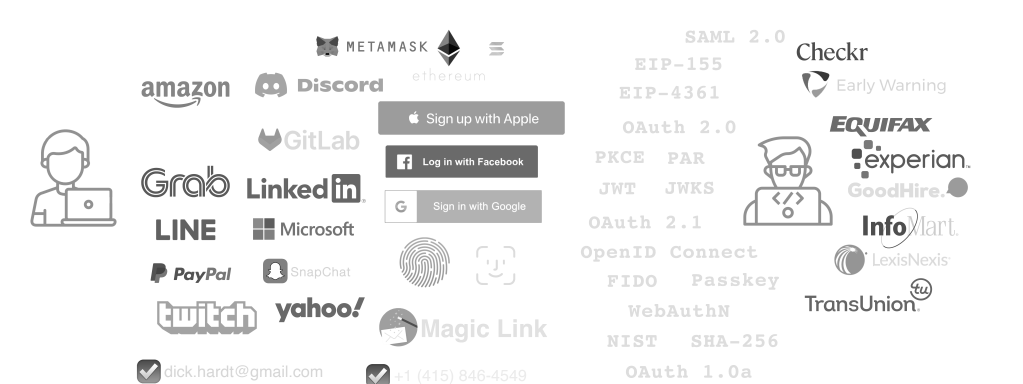 METAMASK
ethereum
amazon
Discord
GitLab
Grab
LinkedIn
LINE
Microsoft
PayPal
SnapChat
twitch
yahoo!
dick.hardt@gmail.com
Sign up with Apple
Log in with Facebook
G Sign in with Google
Magic Link
+1 (415) 846-4549
SAML 2.0
EIP-155
EIP-4361
OAuth 2.0
PKCE PAR
JWT JWKS
OAuth 2.1
OpenID Connect
FIDO Passkey
WebAuthN
NIST SHA-256
OAuth 1.0a
Checkr
Early Warning
EQUIFAX
experian
GoodHire.
InfoMart.
LexisNexis
TransUnion tu